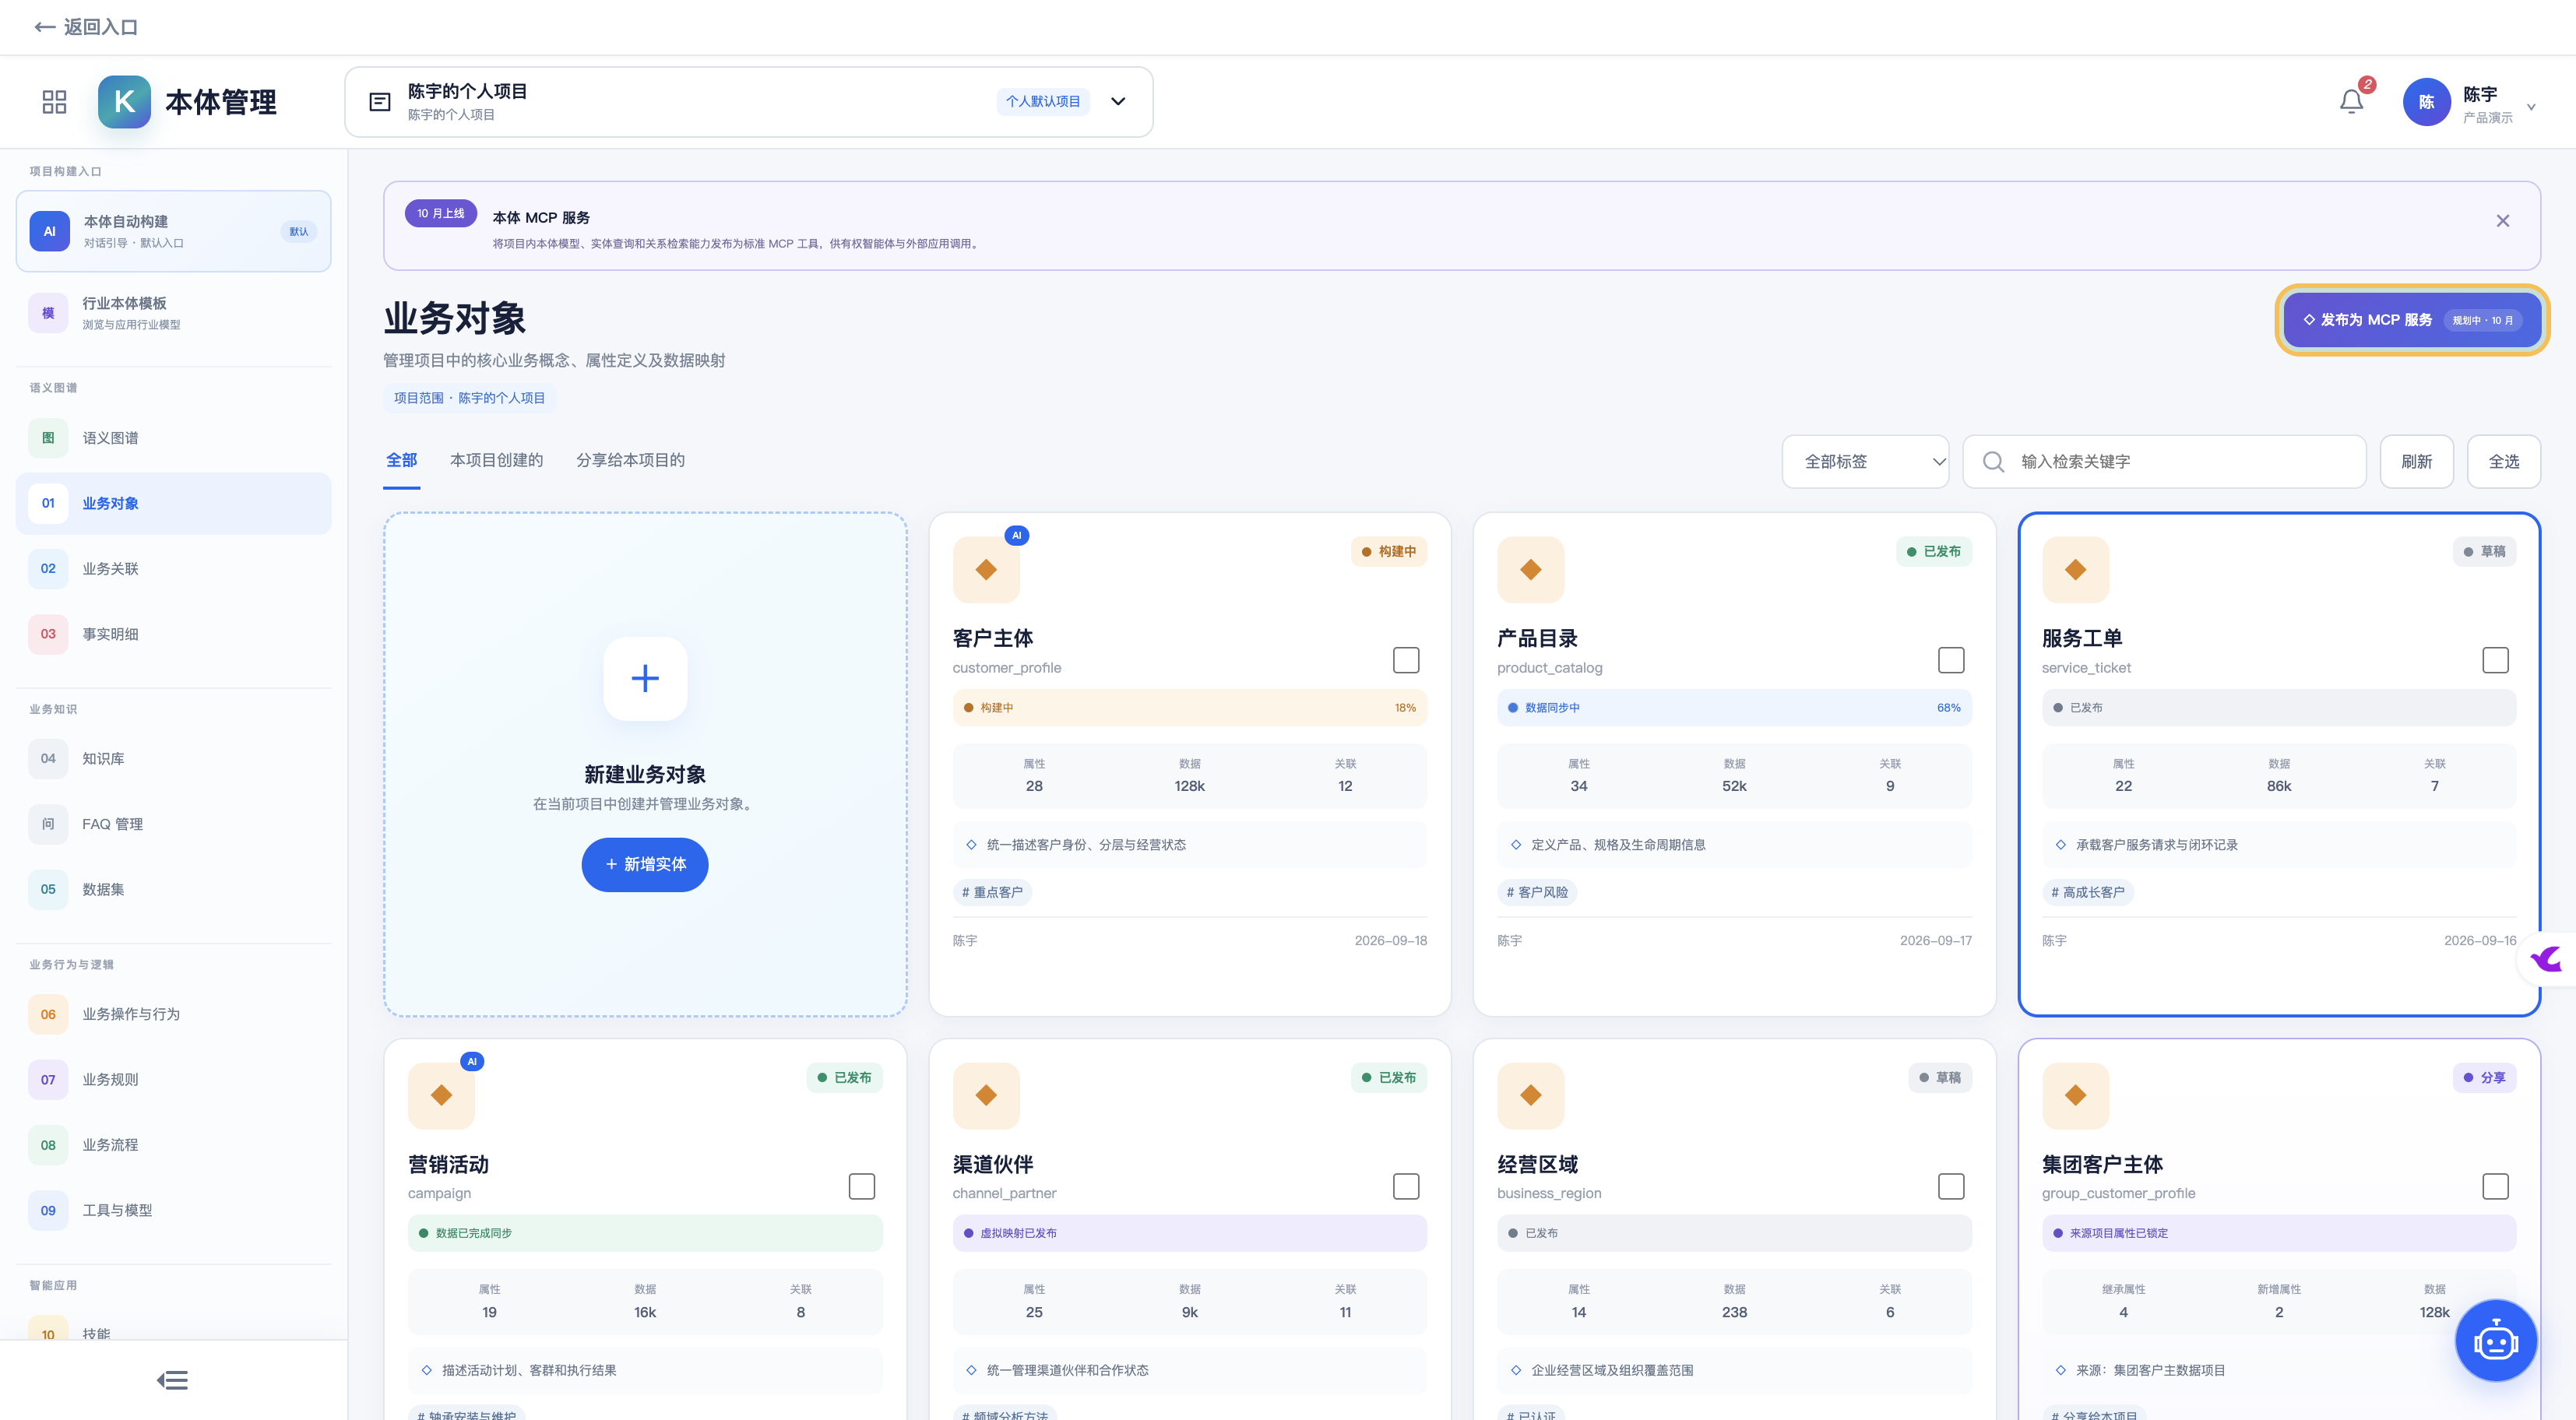 ← 返回入口
K 本体管理
陈宇的个人项目
陈宇的个人项目
个人默认项目
2
陈
陈宇
产品演示
项目构建入口
AI
本体自动构建
对话引导 · 默认入口
默认
模
行业本体模板
浏览与应用行业模型
语义图谱
图 语义图谱
01 业务对象
02 业务关联
03 事实明细
业务知识
04 知识库
问 FAQ 管理
05 数据集
业务行为与逻辑
06 业务操作与行为
07 业务规则
08 业务流程
09 工具与模型
智能应用
10 技能
10 月上线
本体 MCP 服务
将项目内本体模型、实体查询和关系检索能力发布为标准 MCP 工具，供有权智能体与外部应用调用。
业务对象
管理项目中的核心业务概念、属性定义及数据映射
项目范围 · 陈宇的个人项目
◇ 发布为 MCP 服务 规划中 · 10 月
全部 本项目创建的 分享给本项目的
全部标签 输入检索关键字 刷新 全选
新建业务对象
在当前项目中创建并管理业务对象。
+ 新增实体
AI
构建中
客户主体
customer_profile
构建中 18%
属性 数据 关联
28 128k 12
◇ 统一描述客户身份、分层与经营状态
# 重点客户
陈宇 2026-09-18
已发布
产品目录
product_catalog
数据同步中 68%
属性 数据 关联
34 52k 9
◇ 定义产品、规格及生命周期信息
# 客户风险
陈宇 2026-09-17
草稿
服务工单
service_ticket
已发布
属性 数据 关联
22 86k 7
◇ 承载客户服务请求与闭环记录
# 高成长客户
陈宇 2026-09-16
AI
已发布
营销活动
campaign
数据已完成同步
属性 数据 关联
19 16k 8
◇ 描述活动计划、客群和执行结果
# 轴承安装与维护
已发布
渠道伙伴
channel_partner
虚拟映射已发布
属性 数据 关联
25 9k 11
◇ 统一管理渠道伙伴和合作状态
# 频域分析方法
草稿
经营区域
business_region
已发布
属性 数据 关联
14 238 6
◇ 企业经营区域及组织覆盖范围
# 已认证
分享
集团客户主体
group_customer_profile
来源项目属性已锁定
继承属性 新增属性 数据
4 2 128k
◇ 来源：集团客户主数据项目
# 分享给本项目